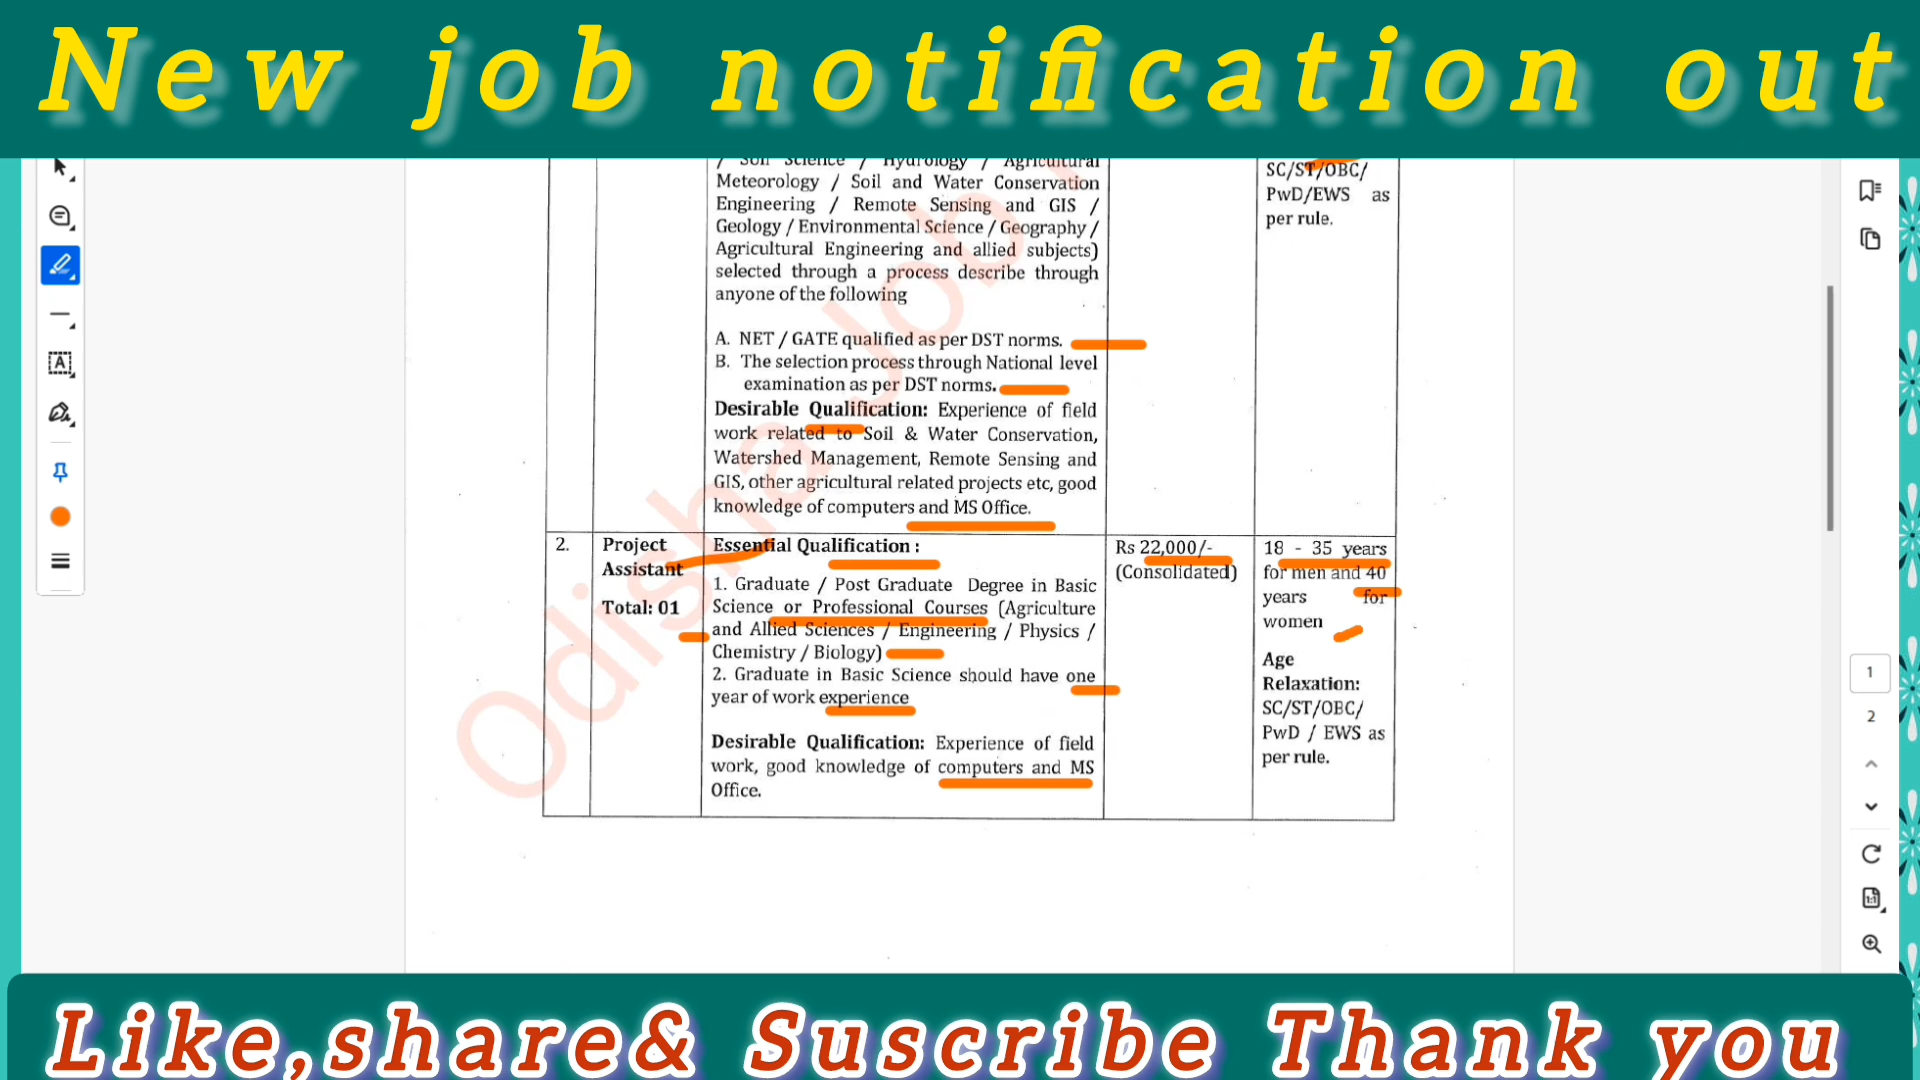 New job notification out
/ Soil Science / Hydrology / Agricultural
Meteorology / Soil and Water Conservation
Engineering / Remote Sensing and GIS /
Geology / Environmental Science / Geography /
Agricultural Engineering and allied subjects)
selected through a process describe through
anyone of the following
A. NET / GATE qualified as per DST norms.
B. The selection process through National level
examination as per DST norms.
Desirable Qualification: Experience of field
work related to Soil & Water Conservation,
Watershed Management, Remote Sensing and
GIS, other agricultural related projects etc, good
knowledge of computers and MS Office.
SC/ST/OBC/
PwD/EWS as
per rule.
2.
Project
Assistant
Total: 01
Essential Qualification :
1. Graduate / Post Graduate Degree in Basic
Science or Professional Courses (Agriculture
and Allied Sciences / Engineering / Physics /
Chemistry / Biology)
2. Graduate in Basic Science should have one
year of work experience
Desirable Qualification: Experience of field
work, good knowledge of computers and MS
Office.
Rs 22,000/-
(Consolidated)
18 - 35 years
for men and 40
years for
women
Age
Relaxation:
SC/ST/OBC/
PwD / EWS as
per rule.
Odisha Job
1
2
Like,share& Suscribe Thank you